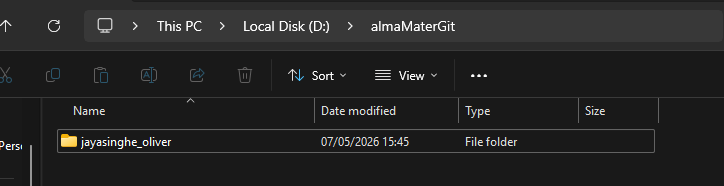 This PC > Local Disk (D:) > almaMaterGit
Sort View ...
Name Date modified Type Size
jayasinghe_oliver 07/05/2026 15:45 File folder